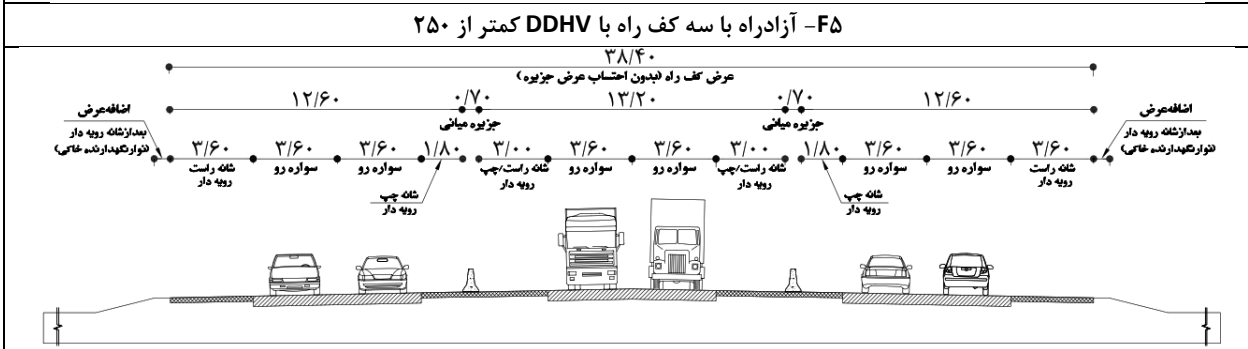 F۵- آزادراه با سه کف راه با DDHV کمتر از ۲۵۰
۳۸/۴۰
عرض کف راه (بدون احتساب عرض جزیره)
۱۲/۶۰
۰/۷۰
۱۳/۲۰
۰/۷۰
۱۲/۶۰
جزیره میانی
جزیره میانی
اضافه‌عرض
بعدازشانه رویه دار
(نوارنگهدارنده خاکی)
اضافه‌عرض
بعدازشانه رویه دار
(نوارنگهدارنده خاکی)
۳/۶۰
۳/۶۰
۳/۶۰
۱/۸۰
۳/۰۰
۳/۶۰
۳/۶۰
۳/۰۰
۱/۸۰
۳/۶۰
۳/۶۰
۳/۶۰
شانه راست
رویه دار
سواره رو
سواره رو
شانه راست/چپ
رویه دار
سواره رو
سواره رو
شانه راست/چپ
رویه دار
سواره رو
سواره رو
شانه راست
رویه دار
شانه چپ
رویه دار
شانه چپ
رویه دار